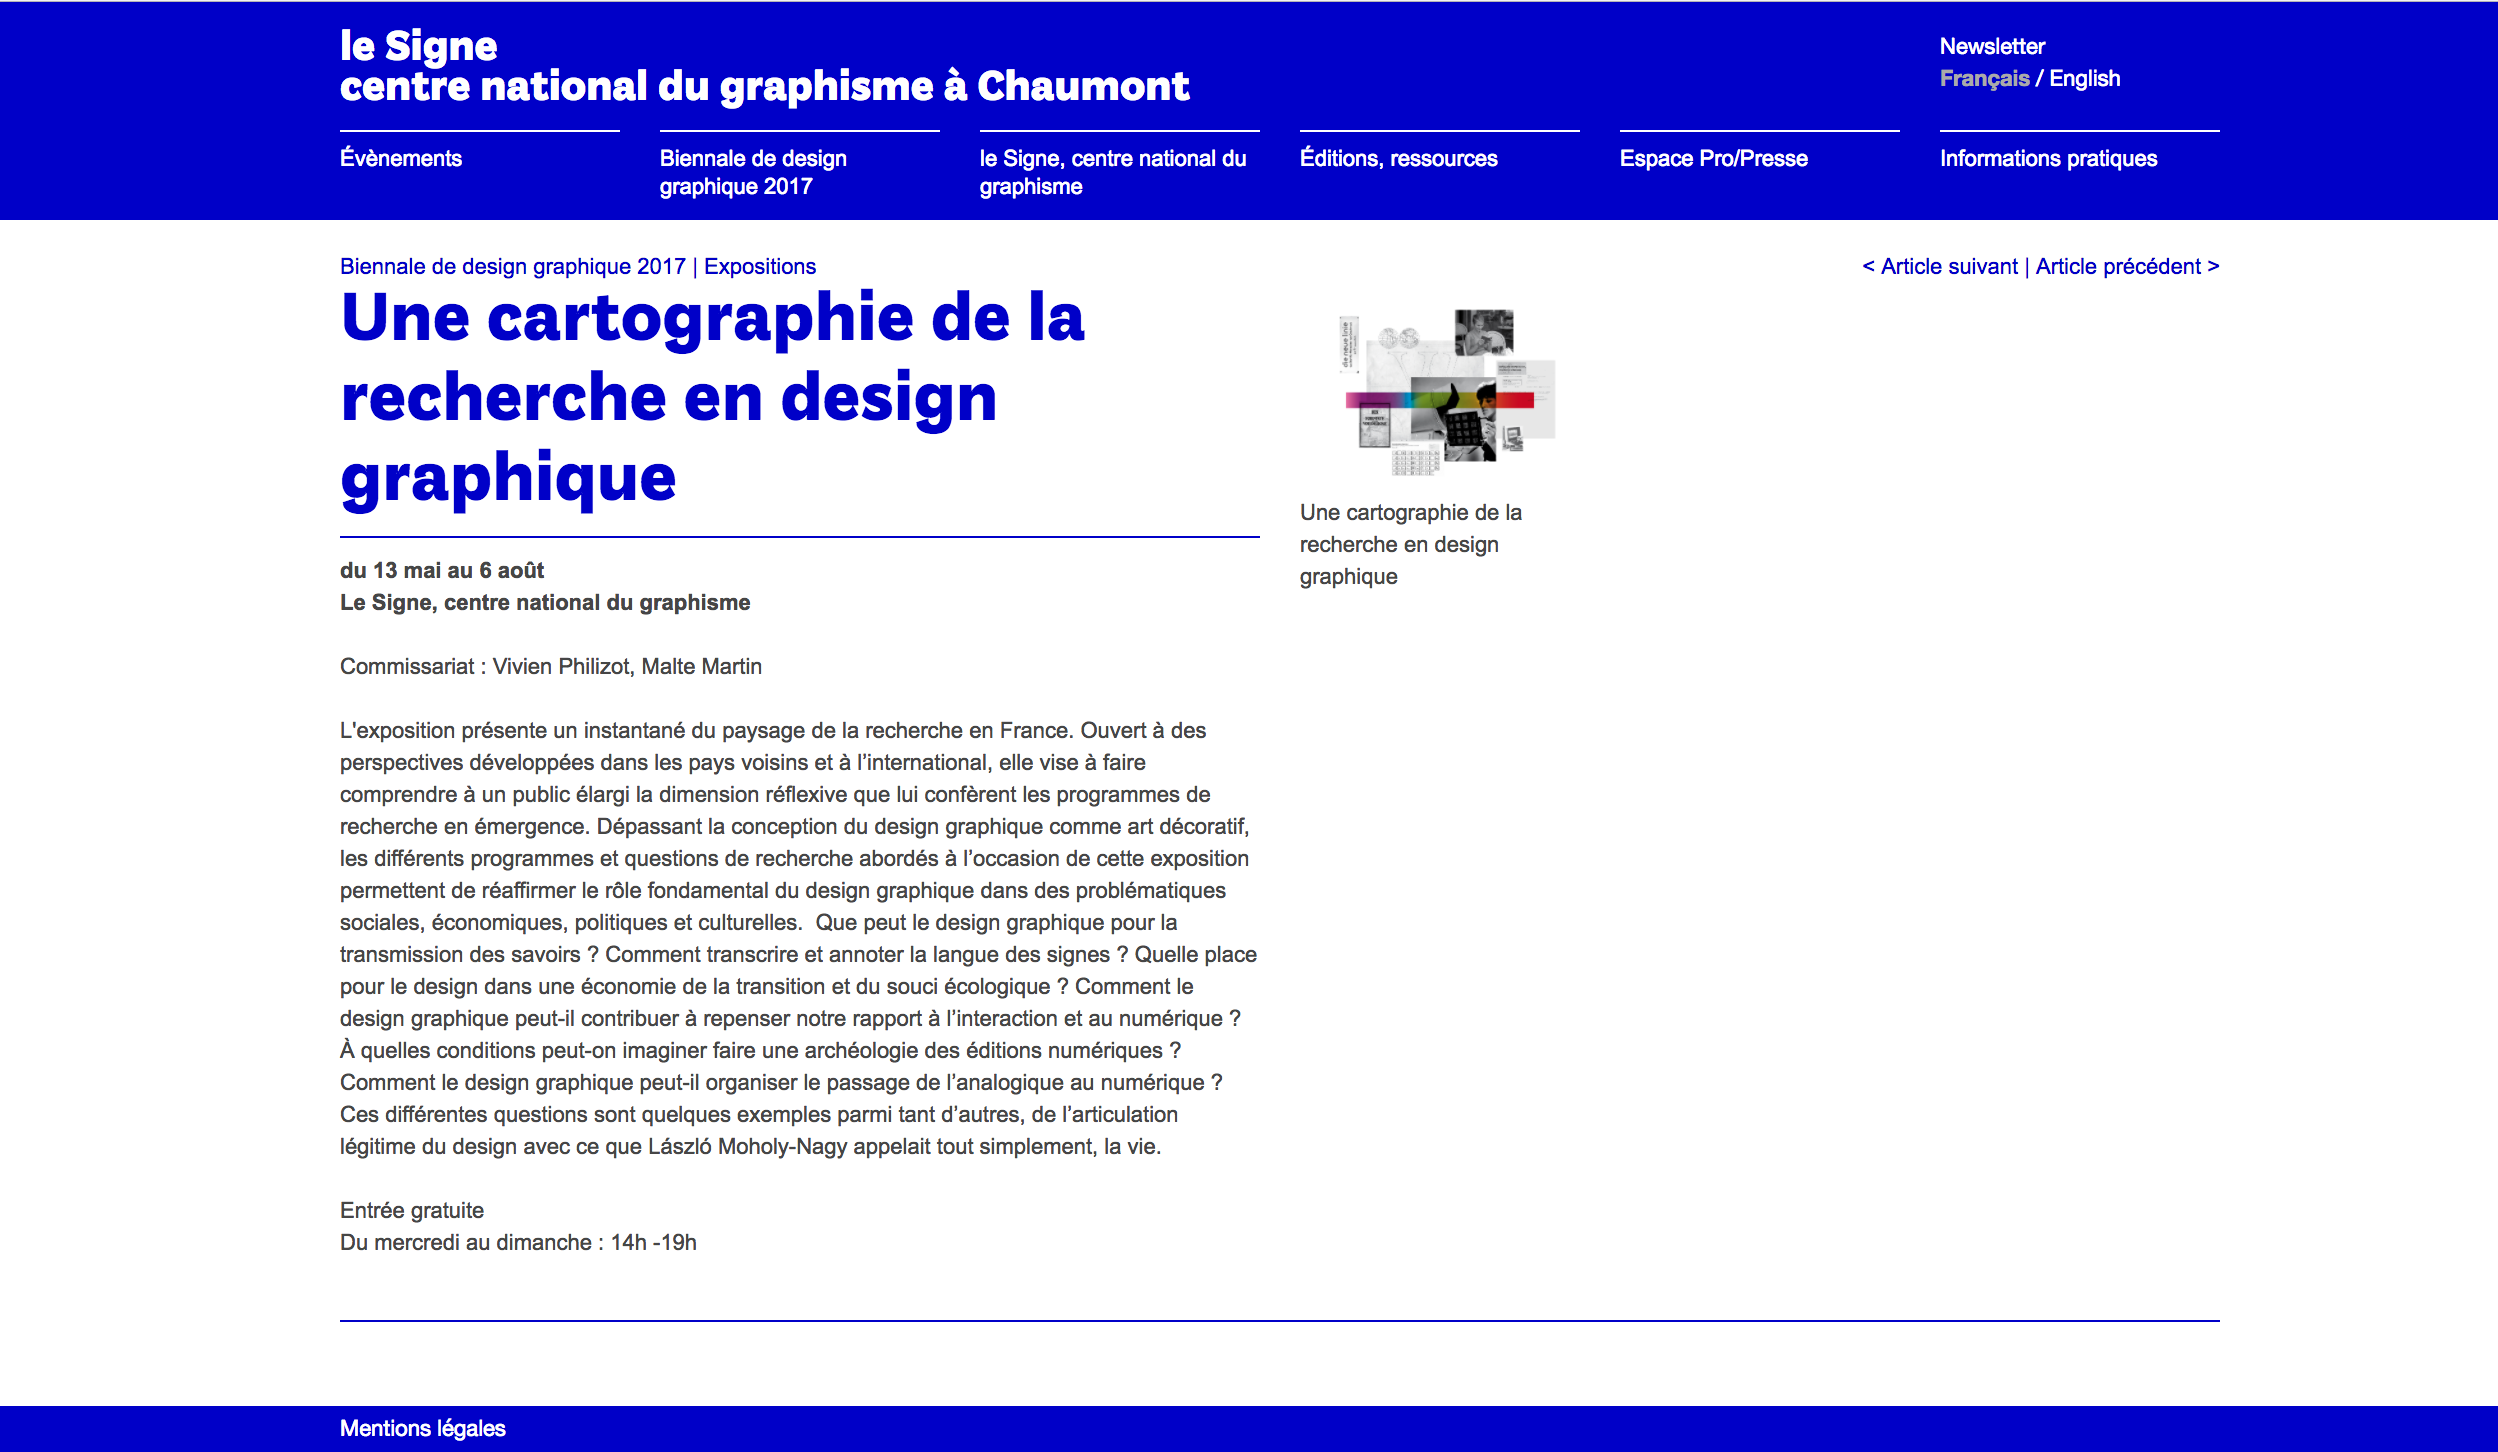 le Signe
centre national du graphisme à Chaumont
Newsletter
Français / English
Évènements
Biennale de design
graphique 2017
le Signe, centre national du
graphisme
Éditions, ressources
Espace Pro/Presse
Informations pratiques
Biennale de design graphique 2017 | Expositions
< Article suivant | Article précédent >
Une cartographie de la
recherche en design
graphique
du 13 mai au 6 août
Le Signe, centre national du graphisme
Commissariat : Vivien Philizot, Malte Martin
L'exposition présente un instantané du paysage de la recherche en France. Ouvert à des
perspectives développées dans les pays voisins et à l’international, elle vise à faire
comprendre à un public élargi la dimension réflexive que lui confèrent les programmes de
recherche en émergence. Dépassant la conception du design graphique comme art décoratif,
les différents programmes et questions de recherche abordés à l’occasion de cette exposition
permettent de réaffirmer le rôle fondamental du design graphique dans des problématiques
sociales, économiques, politiques et culturelles.  Que peut le design graphique pour la
transmission des savoirs ? Comment transcrire et annoter la langue des signes ? Quelle place
pour le design dans une économie de la transition et du souci écologique ? Comment le
design graphique peut-il contribuer à repenser notre rapport à l’interaction et au numérique ?
À quelles conditions peut-on imaginer faire une archéologie des éditions numériques ?
Comment le design graphique peut-il organiser le passage de l’analogique au numérique ?
Ces différentes questions sont quelques exemples parmi tant d’autres, de l’articulation
légitime du design avec ce que László Moholy-Nagy appelait tout simplement, la vie.
Entrée gratuite
Du mercredi au dimanche : 14h -19h
die neue linie
Une cartographie de la
recherche en design
graphique
Mentions légales